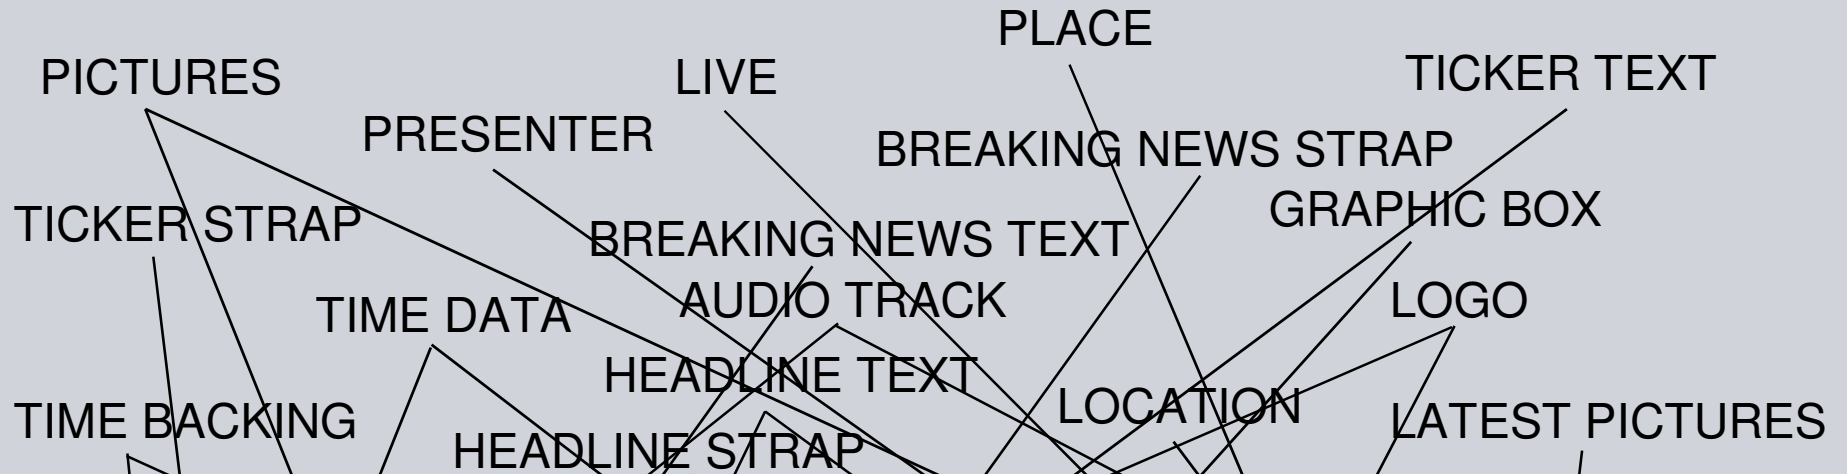 PLACE
PICTURES
LIVE
TICKER TEXT
PRESENTER
BREAKING NEWS STRAP
GRAPHIC BOX
TICKER STRAP
BREAKING NEWS TEXT
AUDIO TRACK
LOGO
TIME DATA
HEADLINE TEXT
LOCATION
TIME BACKING
LATEST PICTURES
HEADLINE STRAP